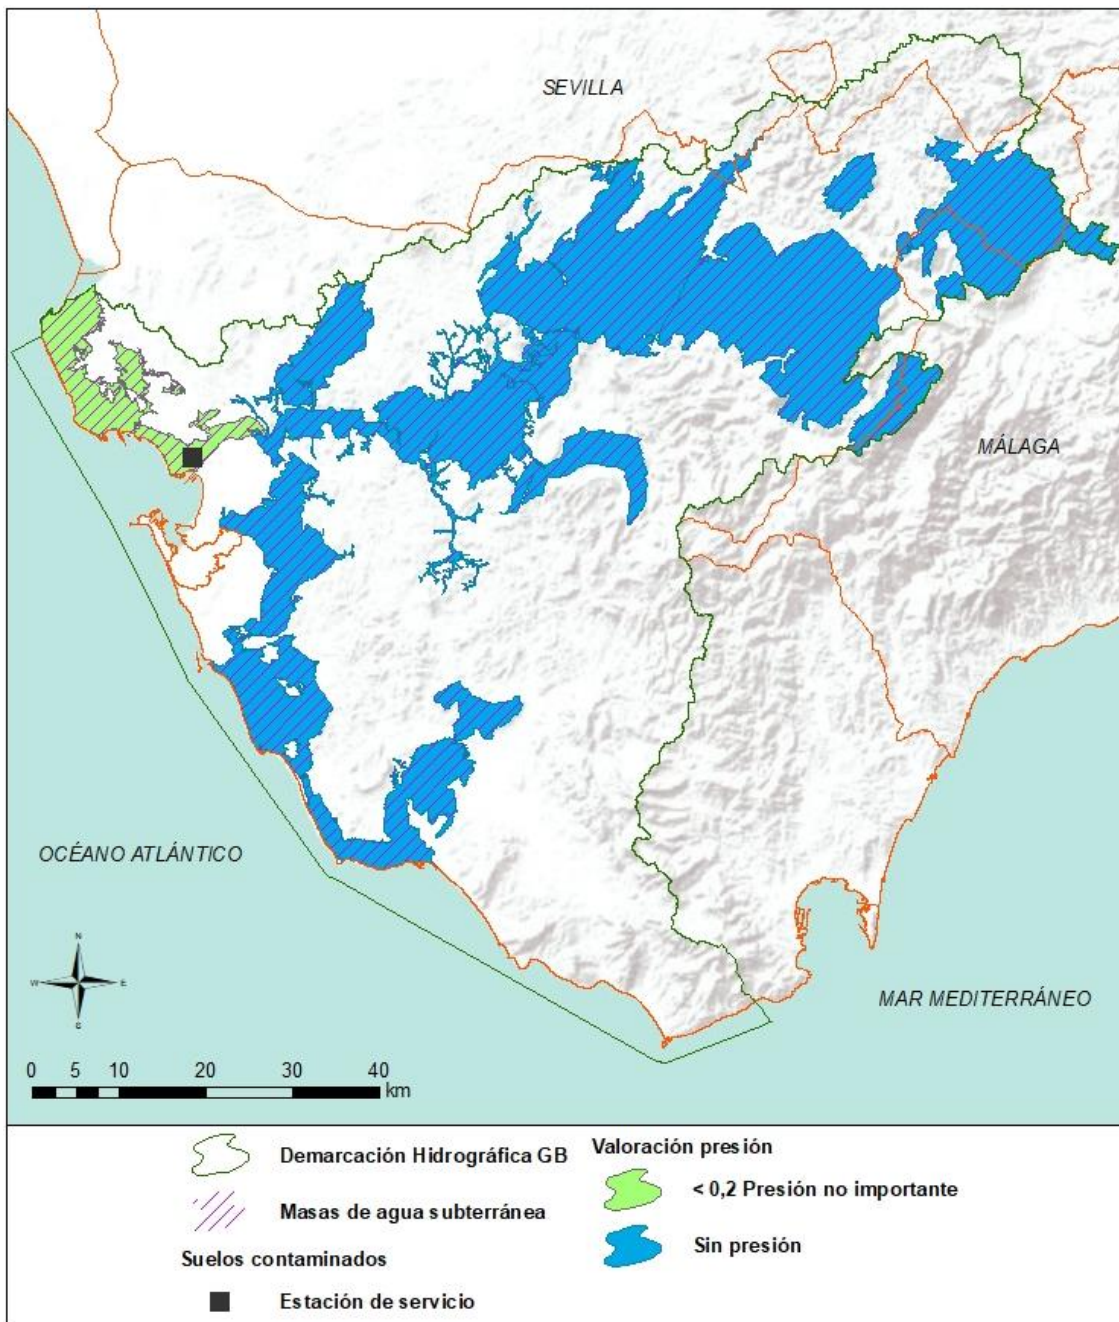 SEVILLA
MÁLAGA
OCÉANO ATLÁNTICO
MAR MEDITERRÁNEO
N
W E
S
0 5 10 20 30 40
km
Demarcación Hidrográfica GB
Masas de agua subterránea
Suelos contaminados
Estación de servicio
Valoración presión
< 0,2 Presión no importante
Sin presión